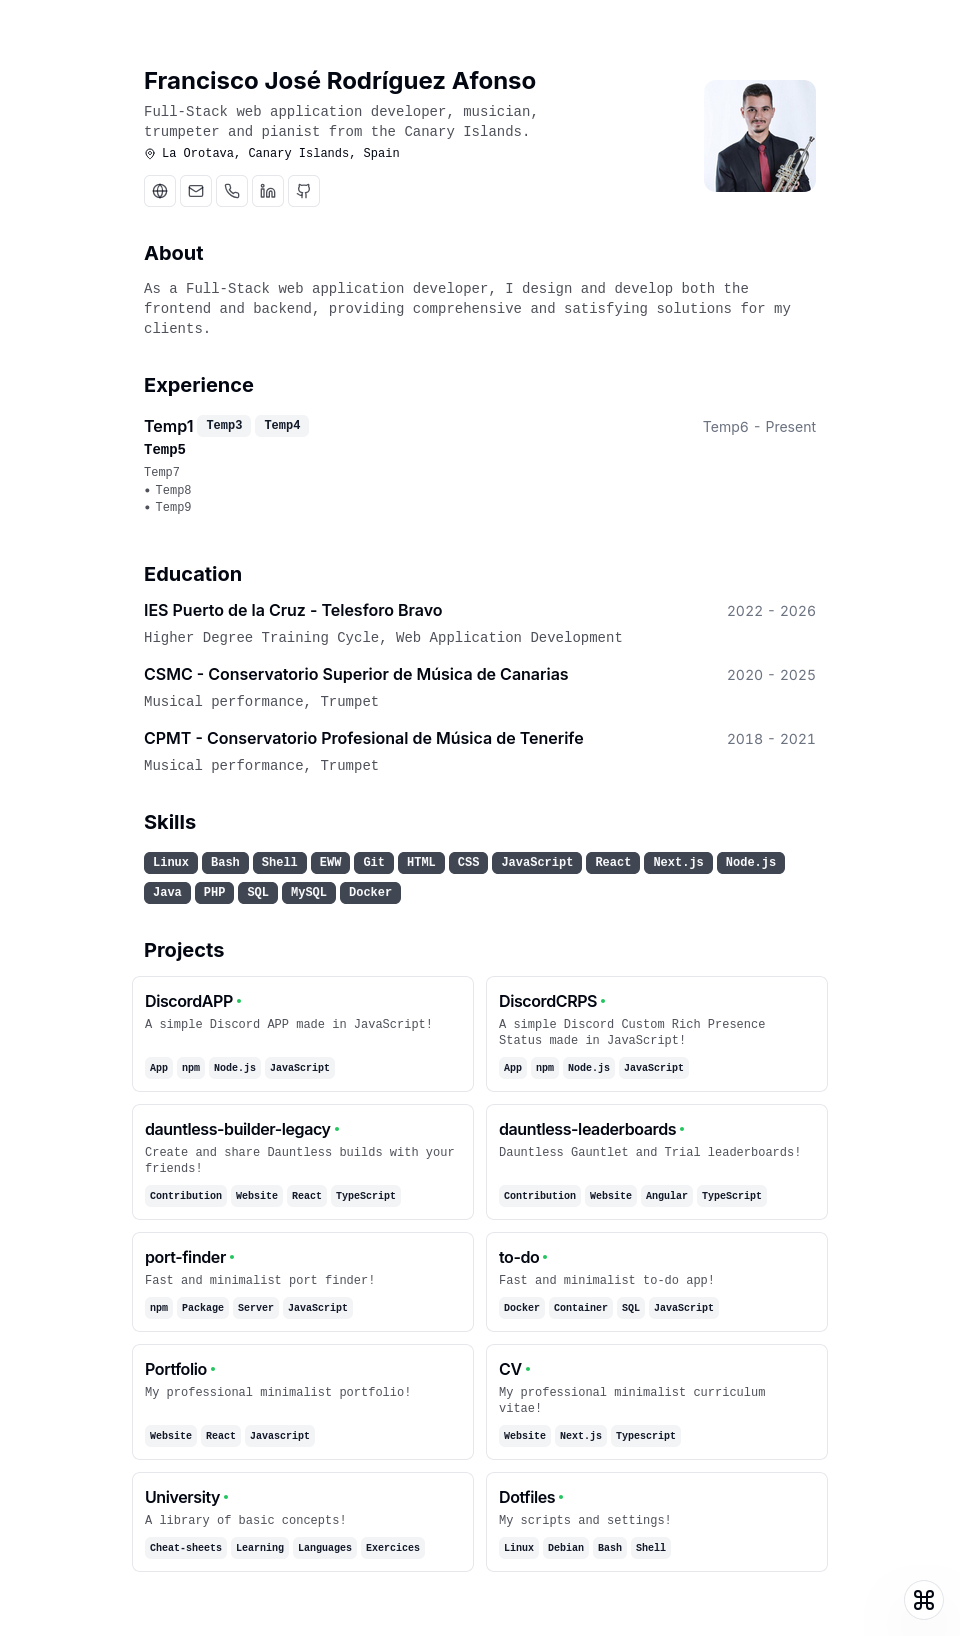 Francisco José Rodríguez Afonso
Full-Stack web application developer, musician,
trumpeter and pianist from the Canary Islands.
La Orotava, Canary Islands, Spain
About
As a Full-Stack web application developer, I design and develop both the
frontend and backend, providing comprehensive and satisfying solutions for my
clients.
Experience
Temp1 Temp3 Temp4 Temp6 - Present
Temp5
Temp7
• Temp8
• Temp9
Education
IES Puerto de la Cruz - Telesforo Bravo 2022 - 2026
Higher Degree Training Cycle, Web Application Development
CSMC - Conservatorio Superior de Música de Canarias 2020 - 2025
Musical performance, Trumpet
CPMT - Conservatorio Profesional de Música de Tenerife 2018 - 2021
Musical performance, Trumpet
Skills
Linux Bash Shell EWW Git HTML CSS JavaScript React Next.js Node.js
Java PHP SQL MySQL Docker
Projects
DiscordAPP
A simple Discord APP made in JavaScript!
App npm Node.js JavaScript
DiscordCRPS
A simple Discord Custom Rich Presence
Status made in JavaScript!
App npm Node.js JavaScript
dauntless-builder-legacy
Create and share Dauntless builds with your
friends!
Contribution Website React TypeScript
dauntless-leaderboards
Dauntless Gauntlet and Trial leaderboards!
Contribution Website Angular TypeScript
port-finder
Fast and minimalist port finder!
npm Package Server JavaScript
to-do
Fast and minimalist to-do app!
Docker Container SQL JavaScript
Portfolio
My professional minimalist portfolio!
Website React Javascript
CV
My professional minimalist curriculum
vitae!
Website Next.js Typescript
University
A library of basic concepts!
Cheat-sheets Learning Languages Exercices
Dotfiles
My scripts and settings!
Linux Debian Bash Shell